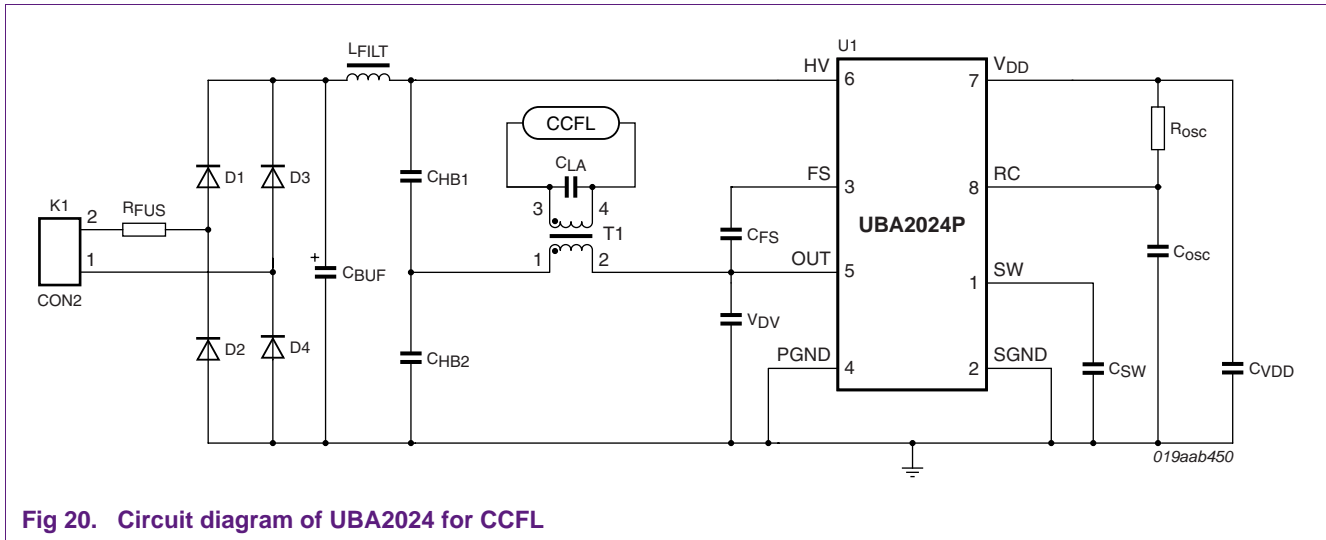 LFILT
U1
HV
6
7
VDD
CCFL
CLA
Rosc
D1
D3
CHB1
3
4
FS
3
8
RC
K1
2
RFUS
T1
CFS
UBA2024P
1
+
CBUF
1
2
OUT
5
Cosc
1
SW
CON2
VDV
D2
D4
CHB2
PGND
4
2
SGND
CSW
CVDD
019aab450
Fig 20. Circuit diagram of UBA2024 for CCFL